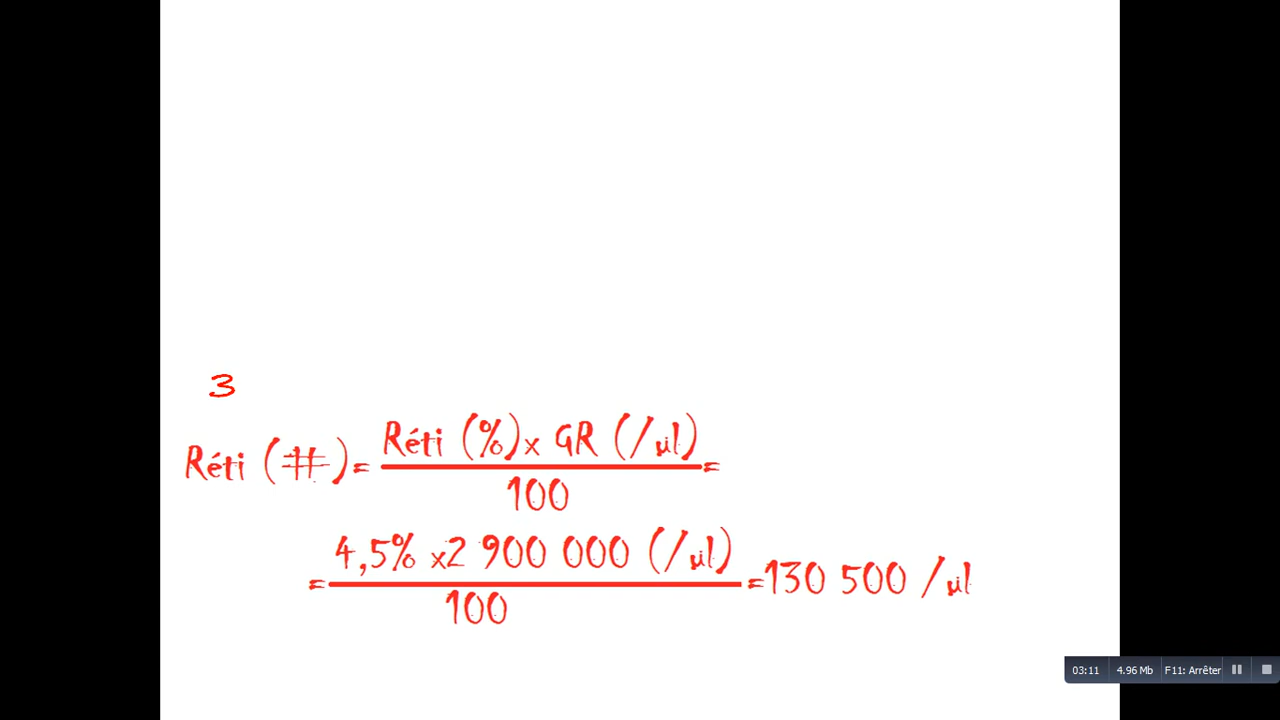 3
Réti (#)= Réti (%)x GR (/µl) =
100
= 4,5% x2 900 000 (/µl) =130 500 /µl
100
03:11 4.96 Mb F11: Arrêter